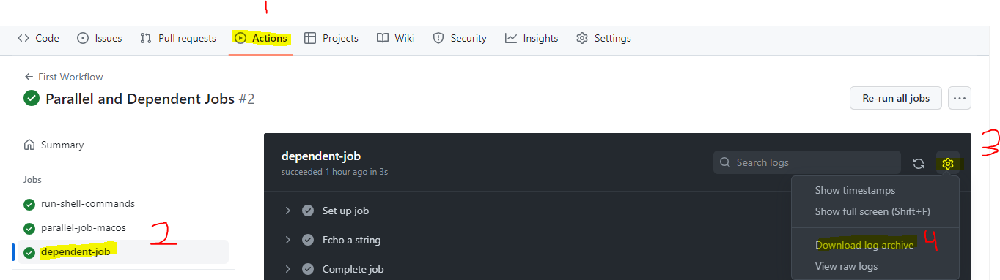 1
Code Issues Pull requests Actions Projects Wiki Security Insights Settings
← First Workflow
Parallel and Dependent Jobs #2
Re-run all jobs ...
Summary
Jobs
run-shell-commands
parallel-job-macos
2
dependent-job
3
dependent-job
succeeded 1 hour ago in 3s
Search logs
Set up job
Echo a string
Complete job
Show timestamps
Show full screen (Shift+F)
Download log archive 4
View raw logs